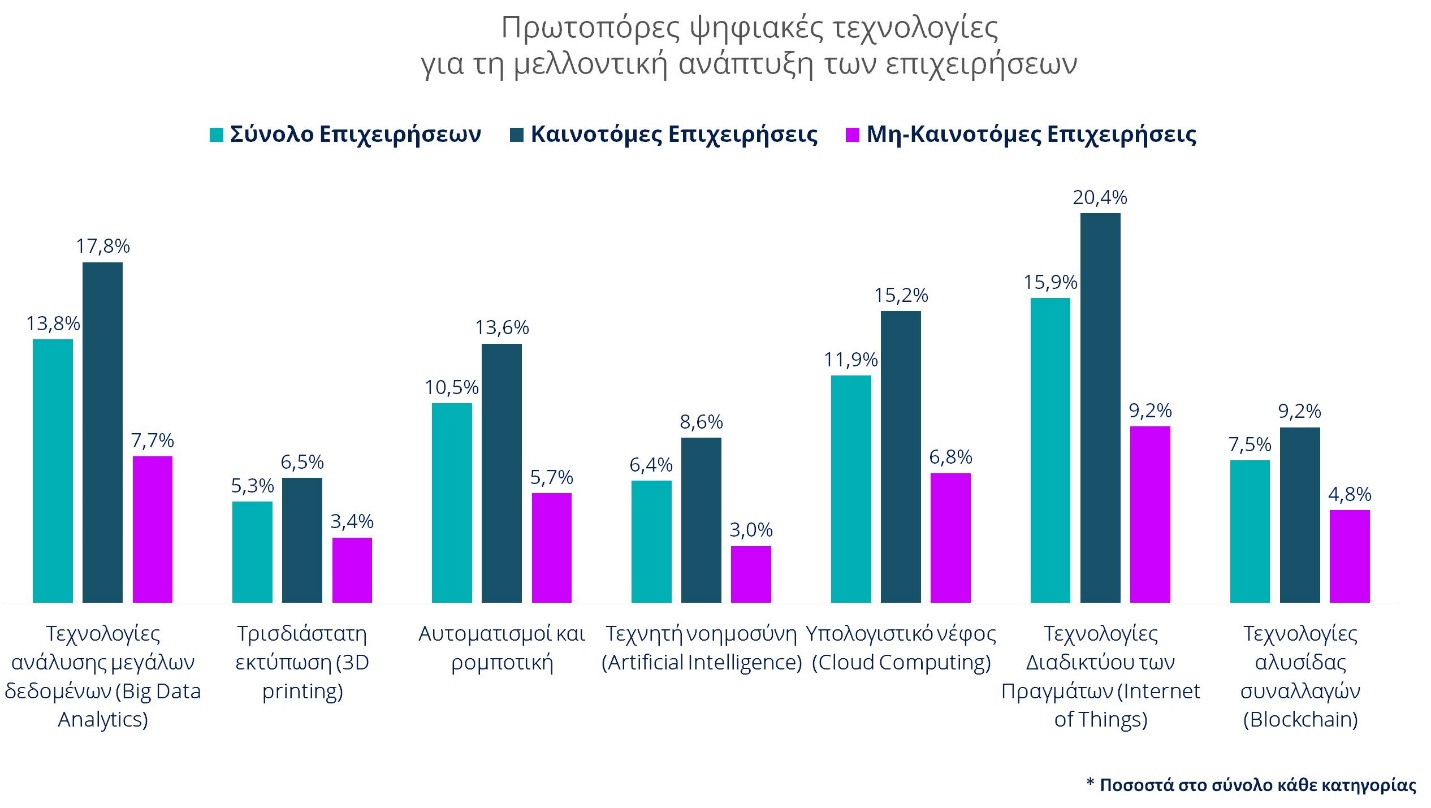 Πρωτοπόρες ψηφιακές τεχνολογίες
για τη μελλοντική ανάπτυξη των επιχειρήσεων
Σύνολο Επιχειρήσεων Καινοτόμες Επιχειρήσεις Μη-Καινοτόμες Επιχειρήσεις
13,8% 17,8% 7,7%
5,3% 6,5% 3,4%
10,5% 13,6% 5,7%
6,4% 8,6% 3,0%
11,9% 15,2% 6,8%
15,9% 20,4% 9,2%
7,5% 9,2% 4,8%
Τεχνολογίες
ανάλυσης μεγάλων
δεδομένων (Big Data
Analytics)
Τρισδιάστατη
εκτύπωση (3D
printing)
Αυτοματισμοί και
ρομποτική
Τεχνητή νοημοσύνη
(Artificial Intelligence)
Υπολογιστικό νέφος
(Cloud Computing)
Τεχνολογίες
Διαδικτύου των
Πραγμάτων (Internet
of Things)
Τεχνολογίες
αλυσίδας
συναλλαγών
(Blockchain)
* Ποσοστά στο σύνολο κάθε κατηγορίας